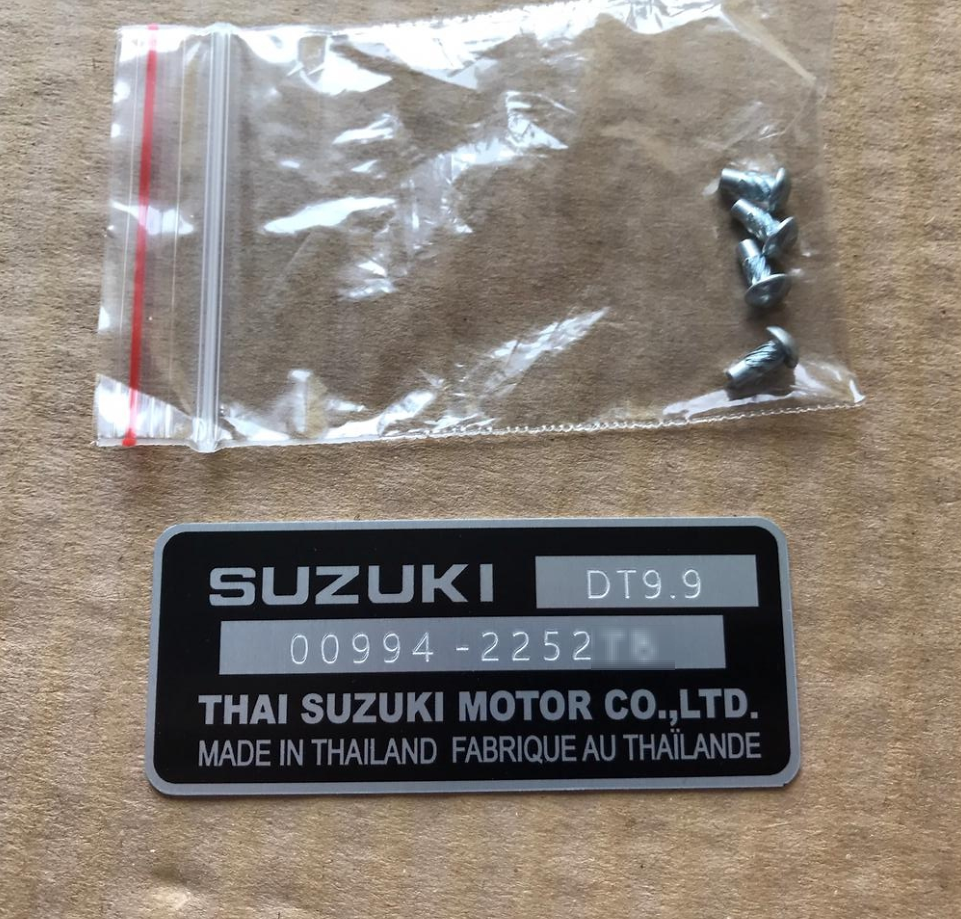 SUZUKI DT9.9
00994-2252
THAI SUZUKI MOTOR CO.,LTD.
MADE IN THAILAND FABRIQUE AU THAÏLANDE